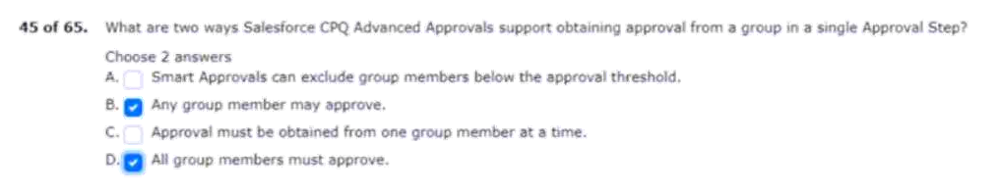 45 of 65. What are two ways Salesforce CPQ Advanced Approvals support obtaining approval from a group in a single Approval Step?
Choose 2 answers
A. Smart Approvals can exclude group members below the approval threshold.
B. Any group member may approve.
C. Approval must be obtained from one group member at a time.
D. All group members must approve.